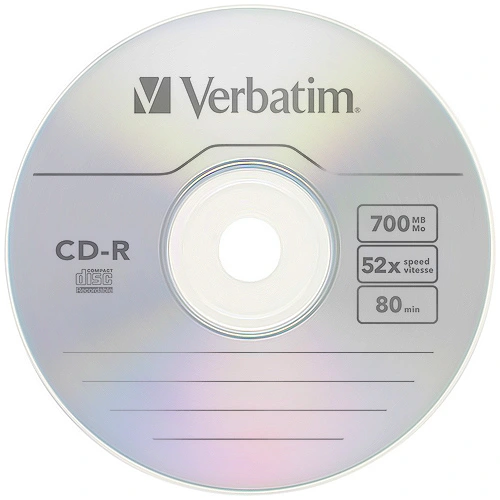 Verbatim®
CD-R
COMPACT
disc
Recordable
700 MB
Mo
52x speed
vitesse
80 min